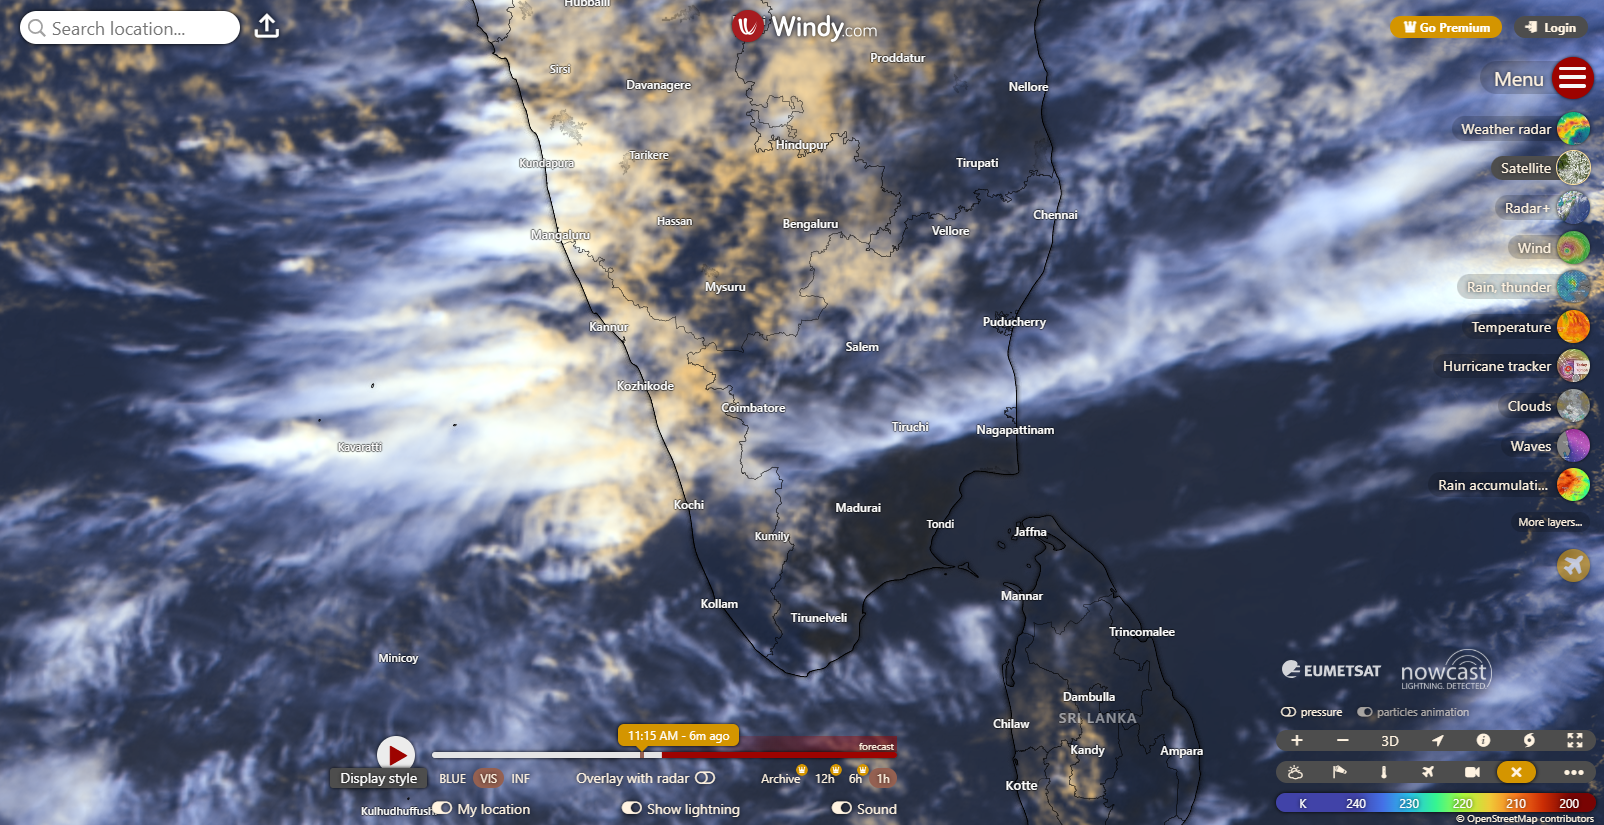 Hubballi
Search location...
Windy.com
Go Premium
Login
Proddatur
Sirsi
Davanagere
Nellore
Menu
Weather radar
Hindupur
Tarikere
Kundapura
Tirupati
Satellite
Radar+
Hassan
Bengaluru
Chennai
Vellore
Mangaluru
Wind
Mysuru
Rain, thunder
Kannur
Puducherry
Temperature
Salem
Hurricane tracker
Kozhikode
Coimbatore
Clouds
Tiruchi
Nagapattinam
Kavaratti
Waves
Rain accumulati...
Kochi
Madurai
Tondi
More layers...
Kumily
Jaffna
Mannar
Kollam
Tirunelveli
Trincomalee
Minicoy
EUMETSAT
nowcast
LIGHTNING. DETECTED
Dambulla
SRI LANKA
Chilaw
pressure
particles animation
11:15 AM - 6m ago
forecast
3D
Kandy
Ampara
Display style
BLUE VIS INF
Overlay with radar
Archive 12h 6h 1h
Kotte
Kulhudhuffush
My location
Show lightning
Sound
K 240 230 220 210 200
© OpenStreetMap contributors